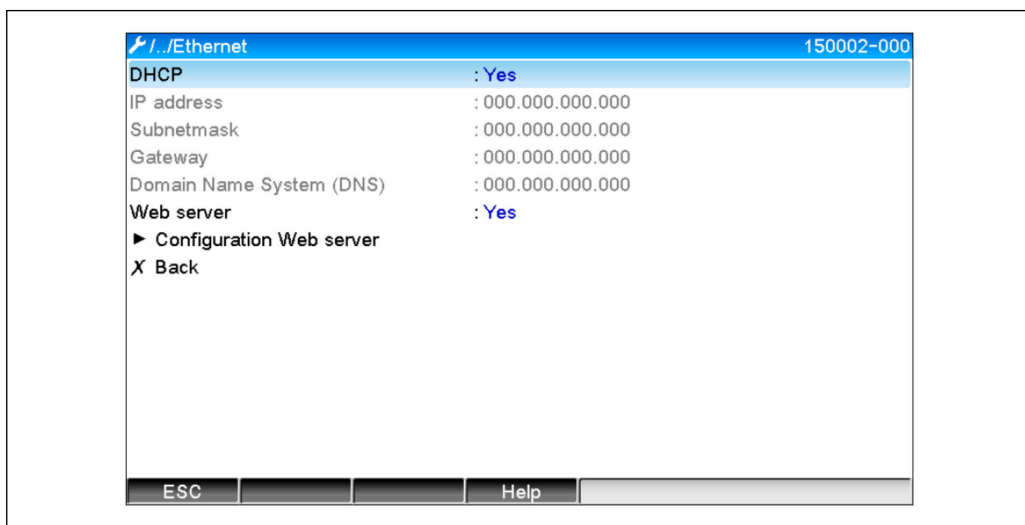 /../Ethernet 150002-000
DHCP : Yes
IP address : 000.000.000.000
Subnetmask : 000.000.000.000
Gateway : 000.000.000.000
Domain Name System (DNS) : 000.000.000.000
Web server : Yes
► Configuration Web server
X Back
ESC Help